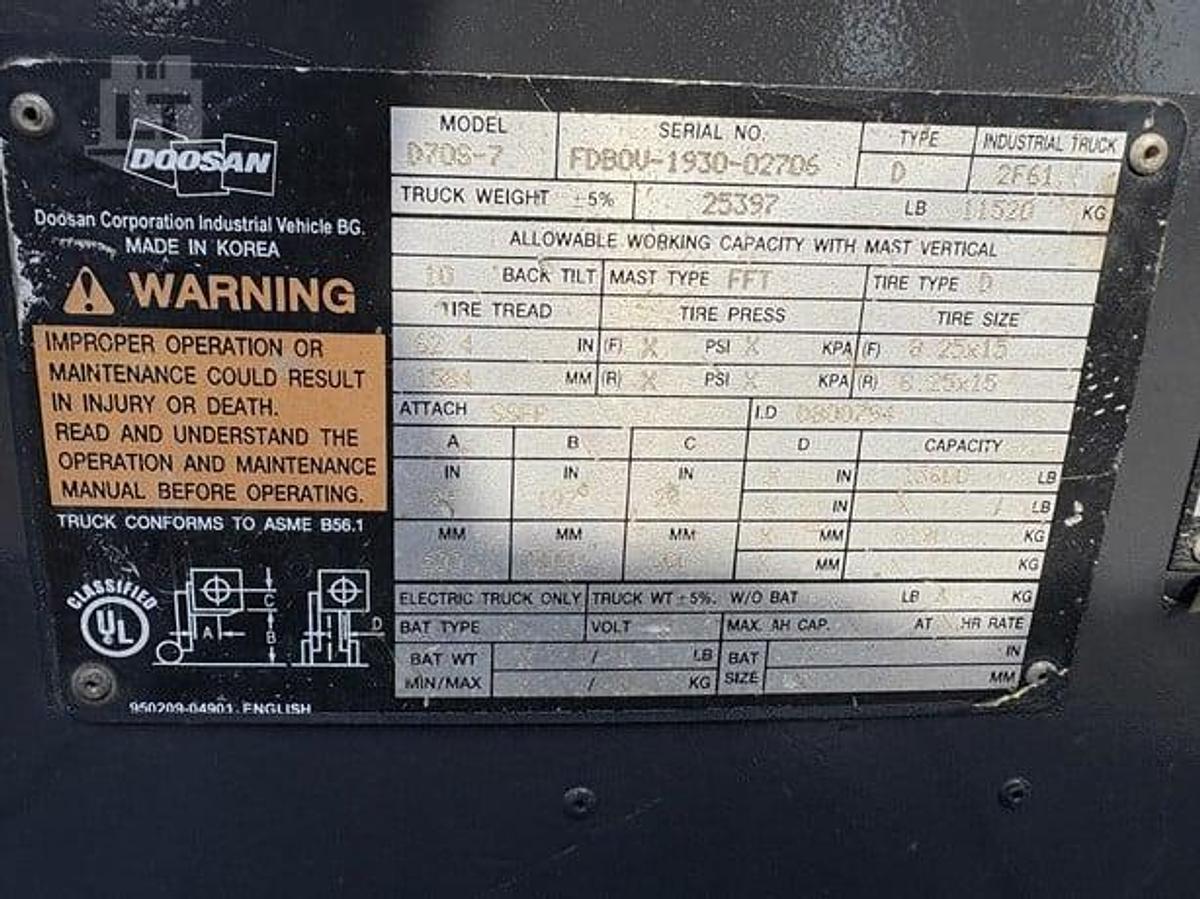 LT
DOOSAN
Doosan Corporation Industrial Vehicle BG.
MADE IN KOREA
WARNING
IMPROPER OPERATION OR
MAINTENANCE COULD RESULT
IN INJURY OR DEATH.
READ AND UNDERSTAND THE
OPERATION AND MAINTENANCE
MANUAL BEFORE OPERATING.
TRUCK CONFORMS TO ASME B56.1
CLASSIFIED
UL
A B C D
950209-04901, ENGLISH
MODEL SERIAL NO. TYPE INDUSTRIAL TRUCK
D70S-7 FDB0V-1930-02706 D 2F61
TRUCK WEIGHT ±5% 25397 LB 11520 KG
ALLOWABLE WORKING CAPACITY WITH MAST VERTICAL
10 BACK TILT MAST TYPE FFT TIRE TYPE D
TIRE TREAD TIRE PRESS TIRE SIZE
62.4 IN (F) X PSI X KPA (F) 8.25x15
MM (R) X PSI X KPA (R) 8.25x15
ATTACH SSFP I.D
A B C D CAPACITY
IN IN IN IN LB
IN / LB
MM MM MM MM KG
MM KG
ELECTRIC TRUCK ONLY TRUCK WT ±5%. W/O BAT LB KG
BAT TYPE VOLT MAX. AH CAP. AT HR RATE
BAT WT / LB BAT IN
MIN/MAX / KG SIZE MM